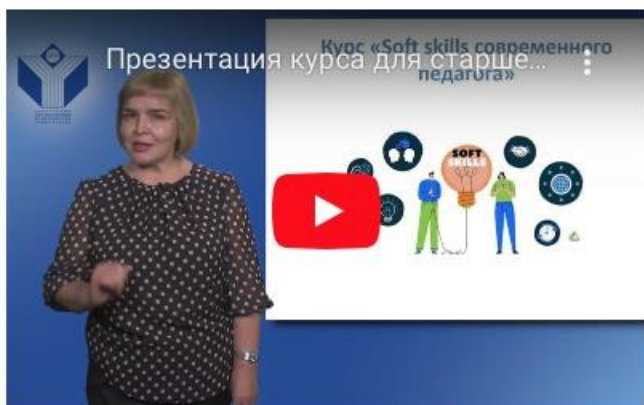 Презентация курса для старше...
Курс «Soft skills современного
педагога»
SOFT
SKILLS